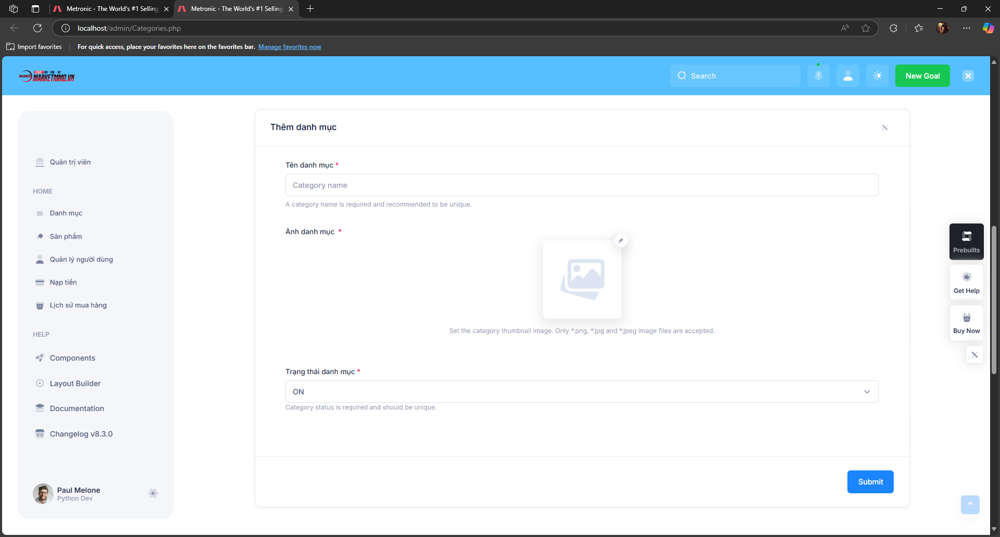 Metronic - The World's #1 Selling
Metronic - The World's #1 Selling
localhost/admin/Categories.php
Import favorites
For quick access, place your favorites here on the favorites bar. Manage favorites now
MMO
MARKETMMO.VN
Search
New Goal
Quản trị viên
HOME
Danh mục
Sản phẩm
Quản lý người dùng
Nạp tiền
Lịch sử mua hàng
HELP
Components
Layout Builder
Documentation
Changelog v8.3.0
Paul Melone
Python Dev
Thêm danh mục
Tên danh mục *
Category name
A category name is required and recommended to be unique.
Ảnh danh mục *
Set the category thumbnail image. Only *.png, *.jpg and *.jpeg image files are accepted.
Trạng thái danh mục *
ON
Category status is required and should be unique.
Submit
Prebuilts
Get Help
Buy Now